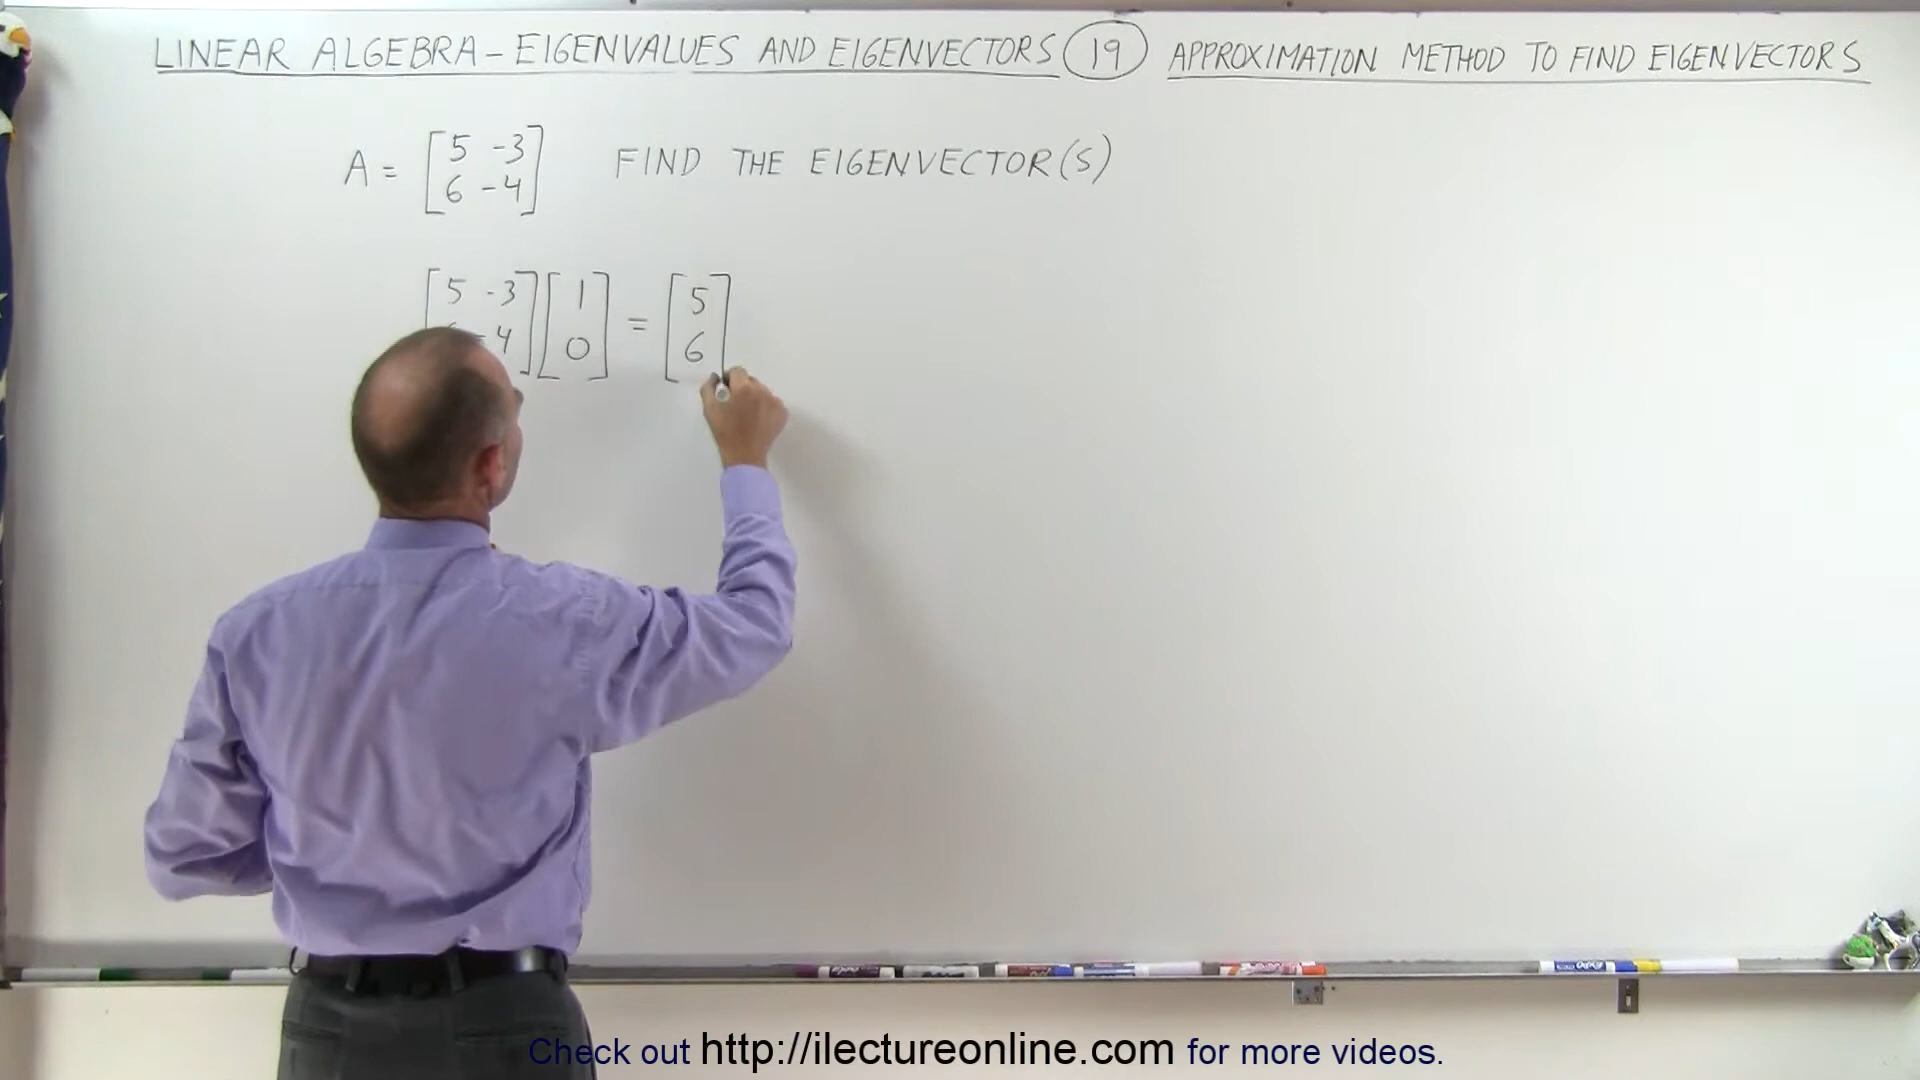 LINEAR ALGEBRA - EIGENVALUES AND EIGENVECTORS 19 APPROXIMATION METHOD TO FIND EIGENVECTORS
A = [5 -3 FIND THE EIGENVECTOR(S)
6 -4]
[5 -3][1 = [5
-4] 0] 6]
Check out http://ilectureonline.com for more videos.